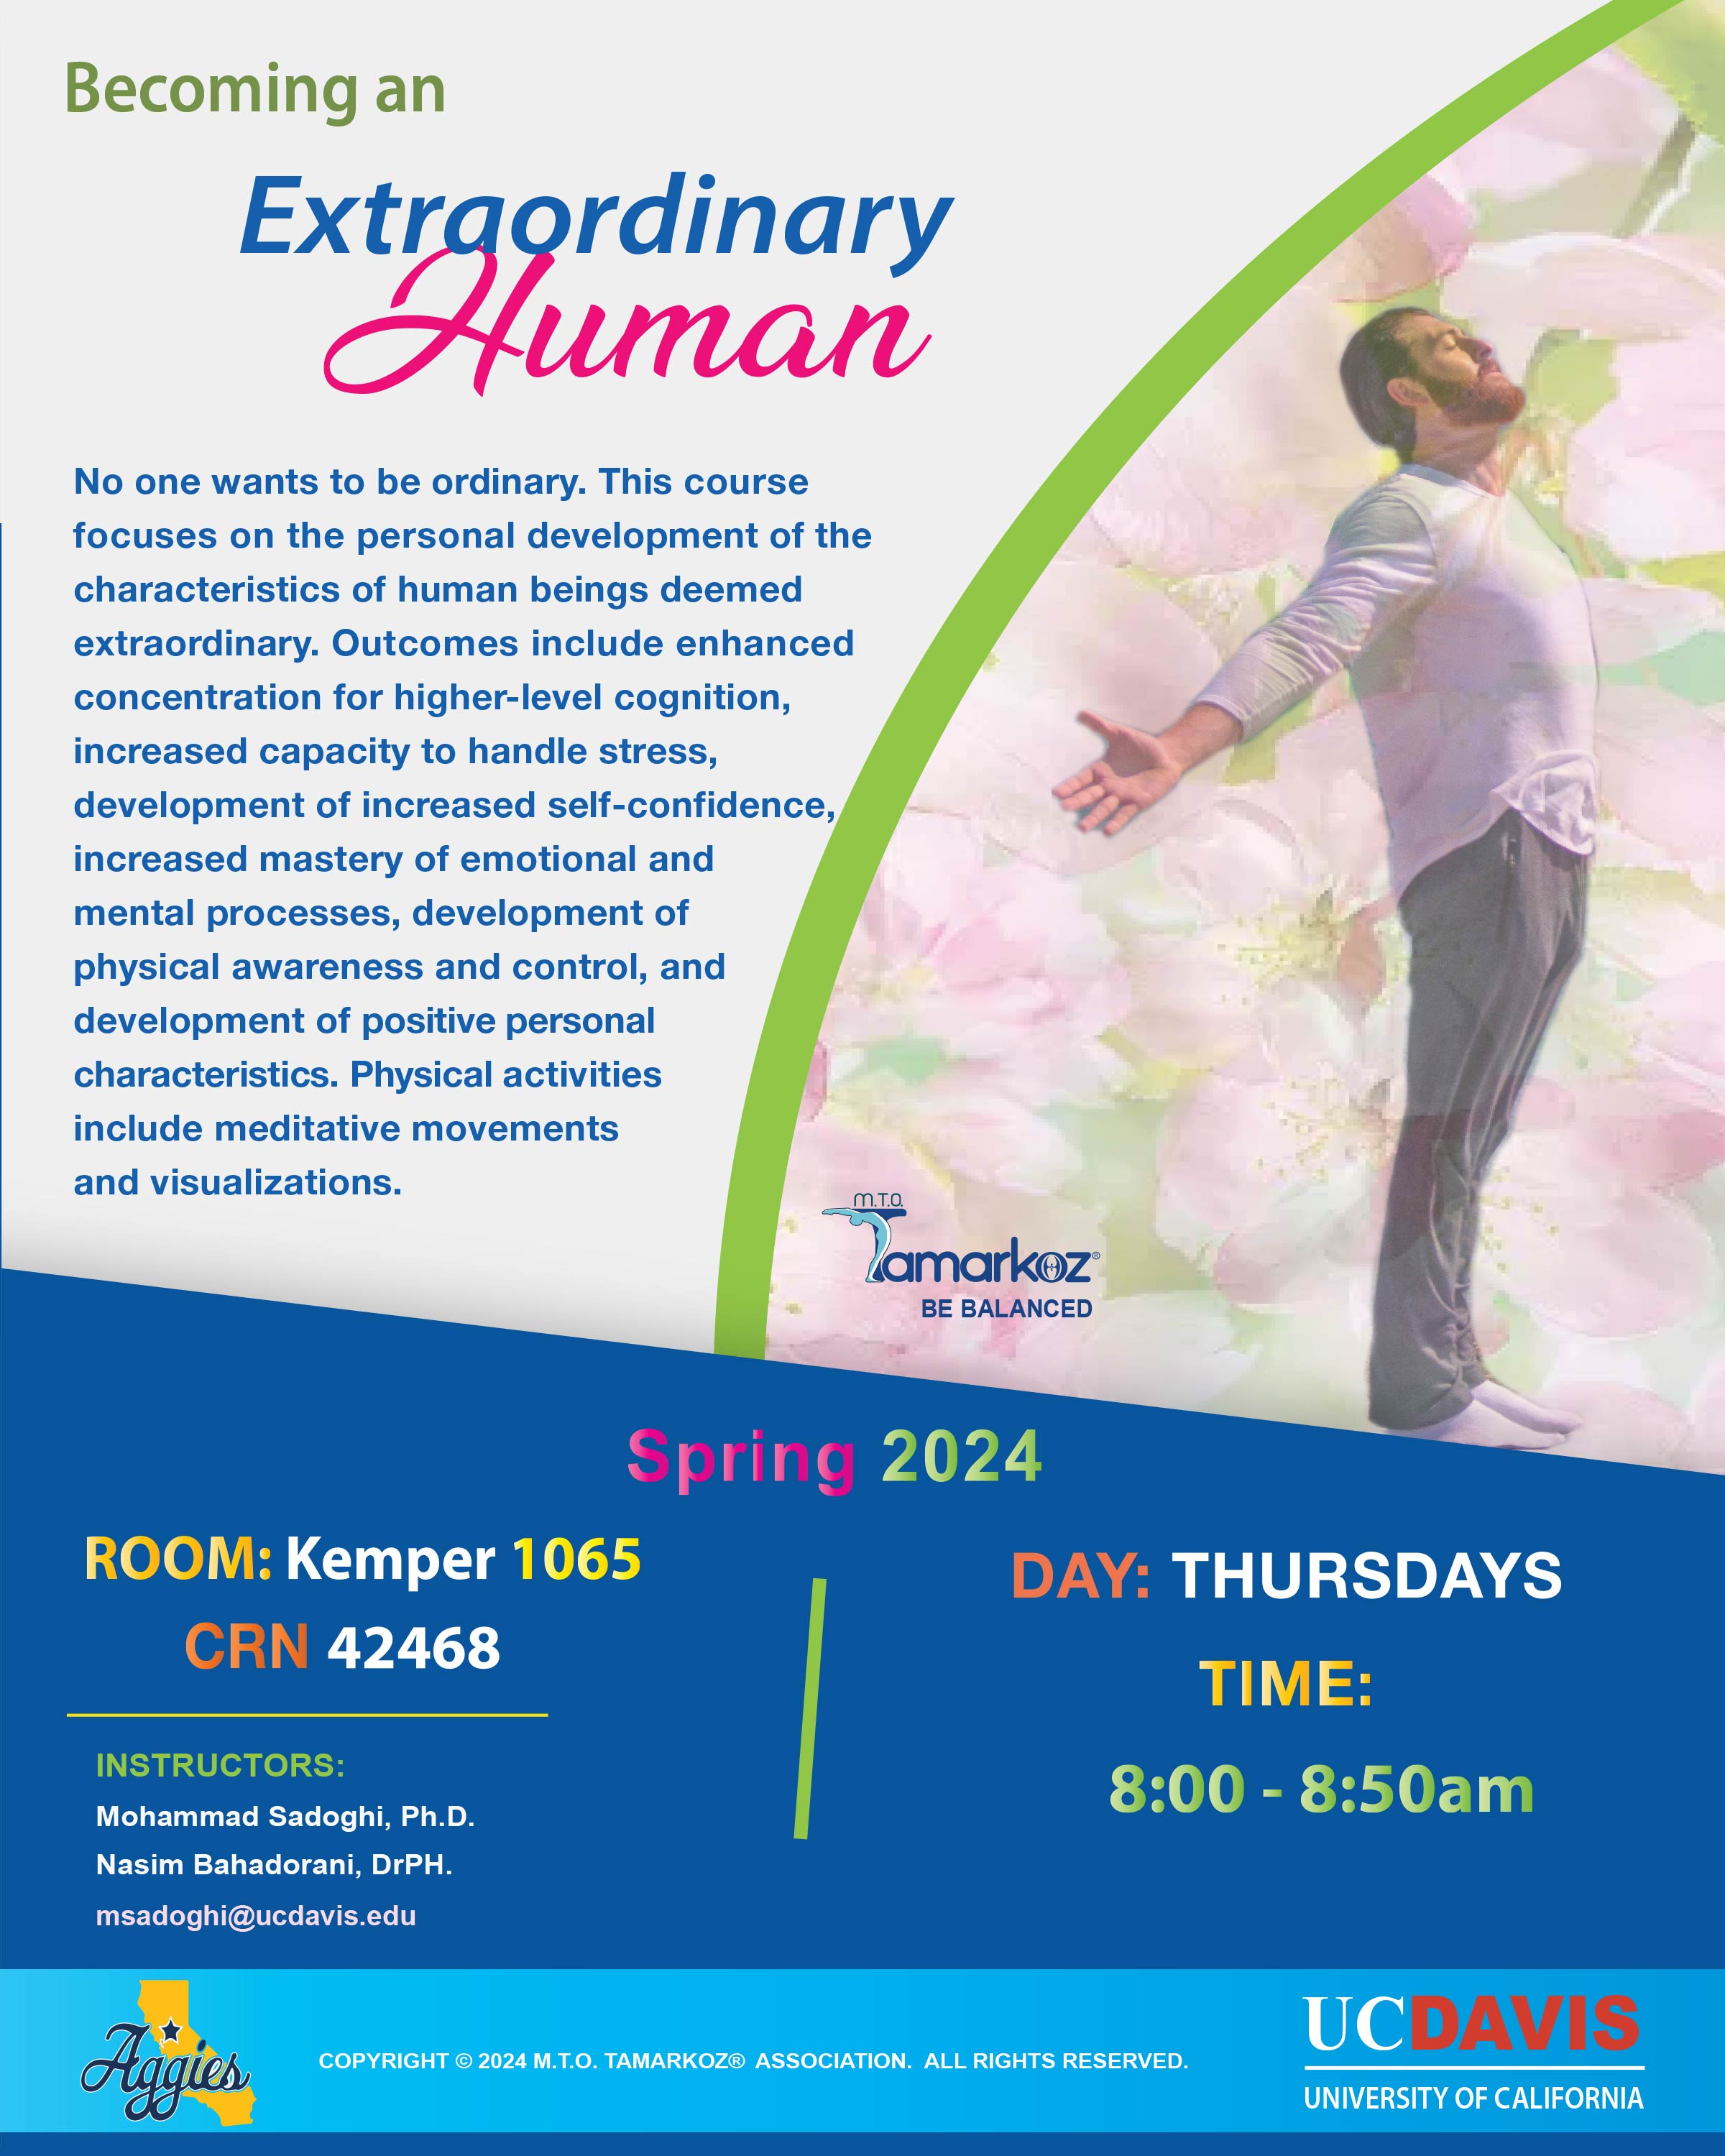 Becoming an
Extraordinary
Human
No one wants to be ordinary. This course
focuses on the personal development of the
characteristics of human beings deemed
extraordinary. Outcomes include enhanced
concentration for higher-level cognition,
increased capacity to handle stress,
development of increased self-confidence,
increased mastery of emotional and
mental processes, development of
physical awareness and control, and
development of positive personal
characteristics. Physical activities
include meditative movements
and visualizations.
M.T.O.
Tamarkoz®
BE BALANCED
Spring 2024
ROOM: Kemper 1065
CRN 42468
INSTRUCTORS:
Mohammad Sadoghi, Ph.D.
Nasim Bahadorani, DrPH.
msadoghi@ucdavis.edu
DAY: THURSDAYS
TIME:
8:00 - 8:50am
Aggies
COPYRIGHT © 2024 M.T.O. TAMARKOZ® ASSOCIATION. ALL RIGHTS RESERVED.
UCDAVIS
UNIVERSITY OF CALIFORNIA